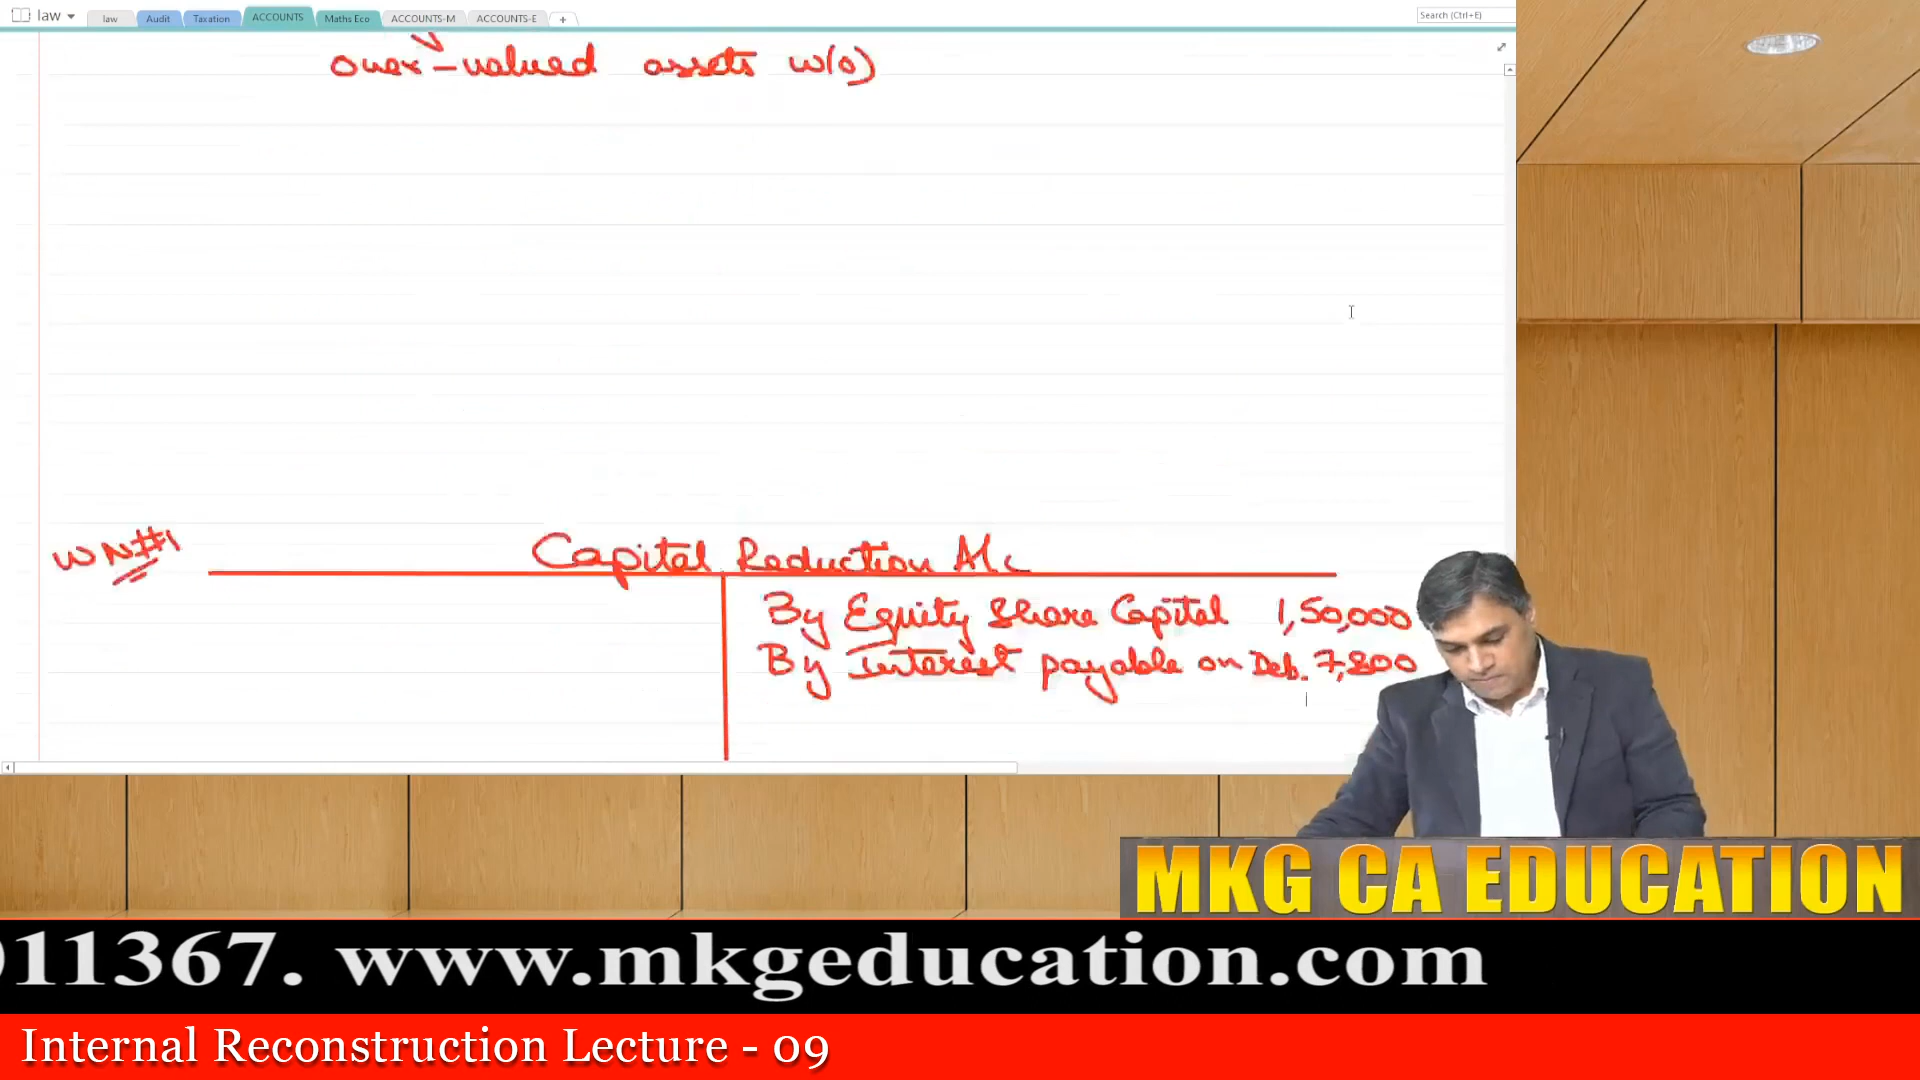 law law Audit Taxation ACCOUNTS Maths Eco ACCOUNTS-M ACCOUNTS-E + Search (Ctrl+E)
over-valued assets w/o)
WN#1 Capital Reduction A/c
By Equity Share Capital 1,50,000
By Interest payable on Deb. 7,800
MKG CA EDUCATION
011367. www.mkgeducation.com
Internal Reconstruction Lecture - 09